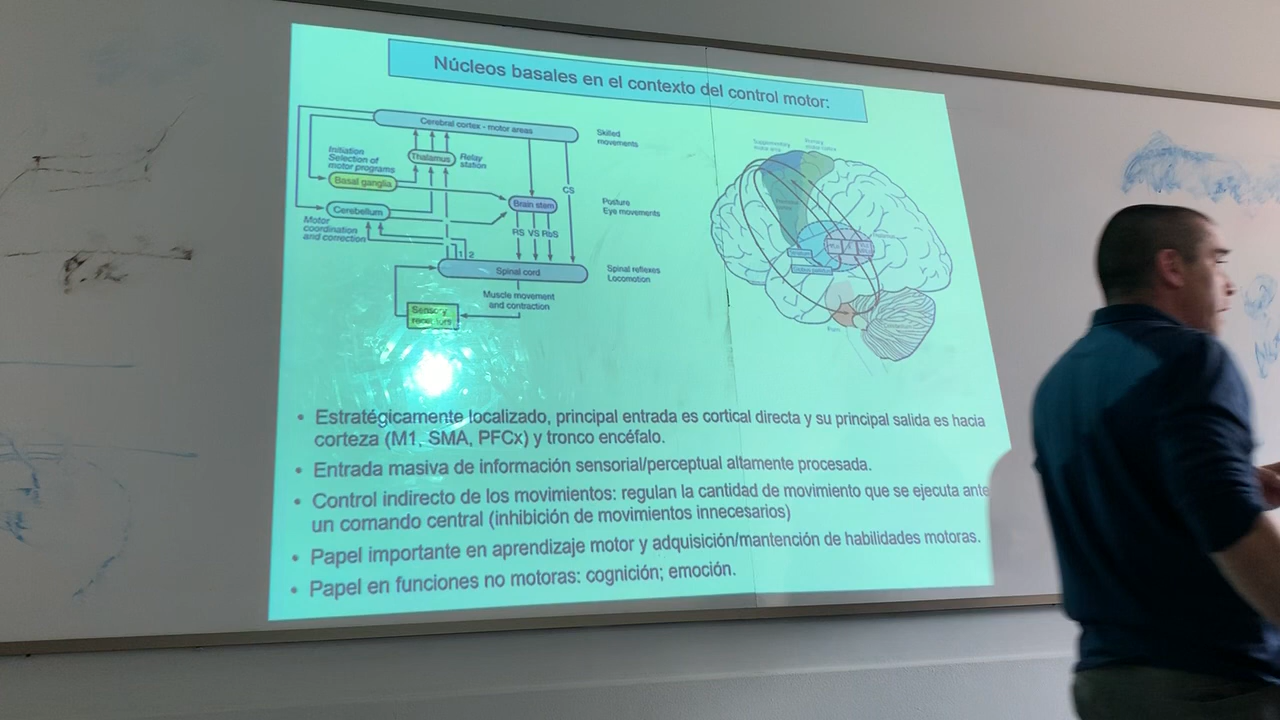 Núcleos basales en el contexto del control motor:
Cerebral cortex - motor areas
Skilled
movements
Initiation
Selection of
motor programs
Thalamus
Relay
station
Basal ganglia
CS
Cerebellum
Brain stem
Posture
Eye movements
Motor
coordination
and correction
RS VS RbS
1 2
Spinal cord
Spinal reflexes
Locomotion
Muscle movement
and contraction
Sensory
receptors
Supplementary
motor area
• Estratégicamente localizado, principal entrada es cortical directa y su principal salida es hacia
corteza (M1, SMA, PFCx) y tronco encéfalo.
• Entrada masiva de información sensorial/perceptual altamente procesada.
• Control indirecto de los movimientos: regulan la cantidad de movimiento que se ejecuta ante
un comando central (inhibición de movimientos innecesarios)
• Papel importante en aprendizaje motor y adquisición/mantención de habilidades motoras.
• Papel en funciones no motoras: cognición; emoción.